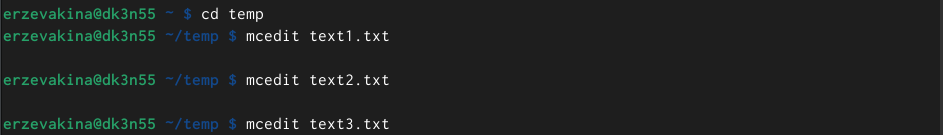 erzevakina@dk3n55 ~ $ cd temp
erzevakina@dk3n55 ~/temp $ mcedit text1.txt
erzevakina@dk3n55 ~/temp $ mcedit text2.txt
erzevakina@dk3n55 ~/temp $ mcedit text3.txt